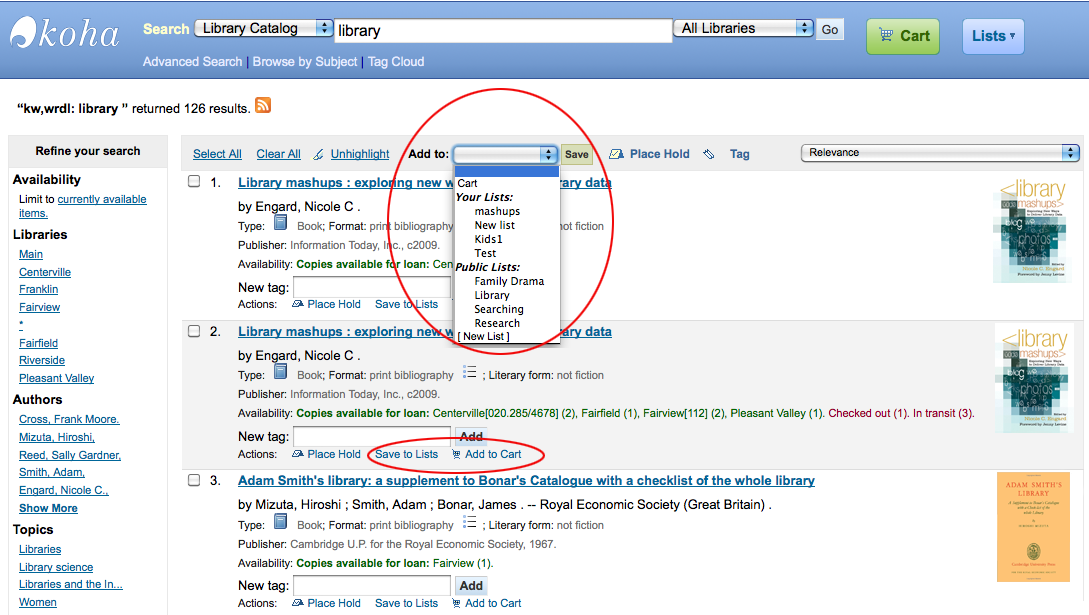 koha
Search Library Catalog library All Libraries Go Cart Lists
Advanced Search | Browse by Subject | Tag Cloud
“kw,wrdl: library ” returned 126 results.
Refine your search
Availability
Limit to currently available
items.
Libraries
Main
Centerville
Franklin
Fairview
*
Fairfield
Riverside
Pleasant Valley
Authors
Cross, Frank Moore.
Mizuta, Hiroshi,
Reed, Sally Gardner,
Smith, Adam,
Engard, Nicole C.,
Show More
Topics
Libraries
Library science
Libraries and the In...
Women
Select All Clear All Unhighlight Add to: Save Place Hold Tag Relevance
Cart
Your Lists:
mashups
New list
Kids1
Test
Public Lists:
Family Drama
Library
Searching
Research
[ New List ]
1. Library mashups : exploring new w ary data
by Engard, Nicole C .
Type: Book; Format: print bibliography not fiction
Publisher: Information Today, Inc., c2009.
Availability: Copies available for loan: Cen
New tag:
Actions: Place Hold Save to Lists
<library
mashups>
2. Library mashups : exploring new w ary data
by Engard, Nicole C .
Type: Book; Format: print bibliography ; Literary form: not fiction
Publisher: Information Today, Inc., c2009.
Availability: Copies available for loan: Centerville[020.285/4678] (2), Fairfield (1), Fairview[112] (2), Pleasant Valley (1). Checked out (1). In transit (3).
New tag: Add
Actions: Place Hold Save to Lists Add to Cart
<library
mashups>
3. Adam Smith's library: a supplement to Bonar's Catalogue with a checklist of the whole library
by Mizuta, Hiroshi ; Smith, Adam ; Bonar, James . -- Royal Economic Society (Great Britain) .
Type: Book; Format: print bibliography ; Literary form: not fiction
Publisher: Cambridge U.P. for the Royal Economic Society, 1967.
Availability: Copies available for loan: Fairview (1).
New tag: Add
Actions: Place Hold Save to Lists Add to Cart
ADAM SMITH'S
LIBRARY